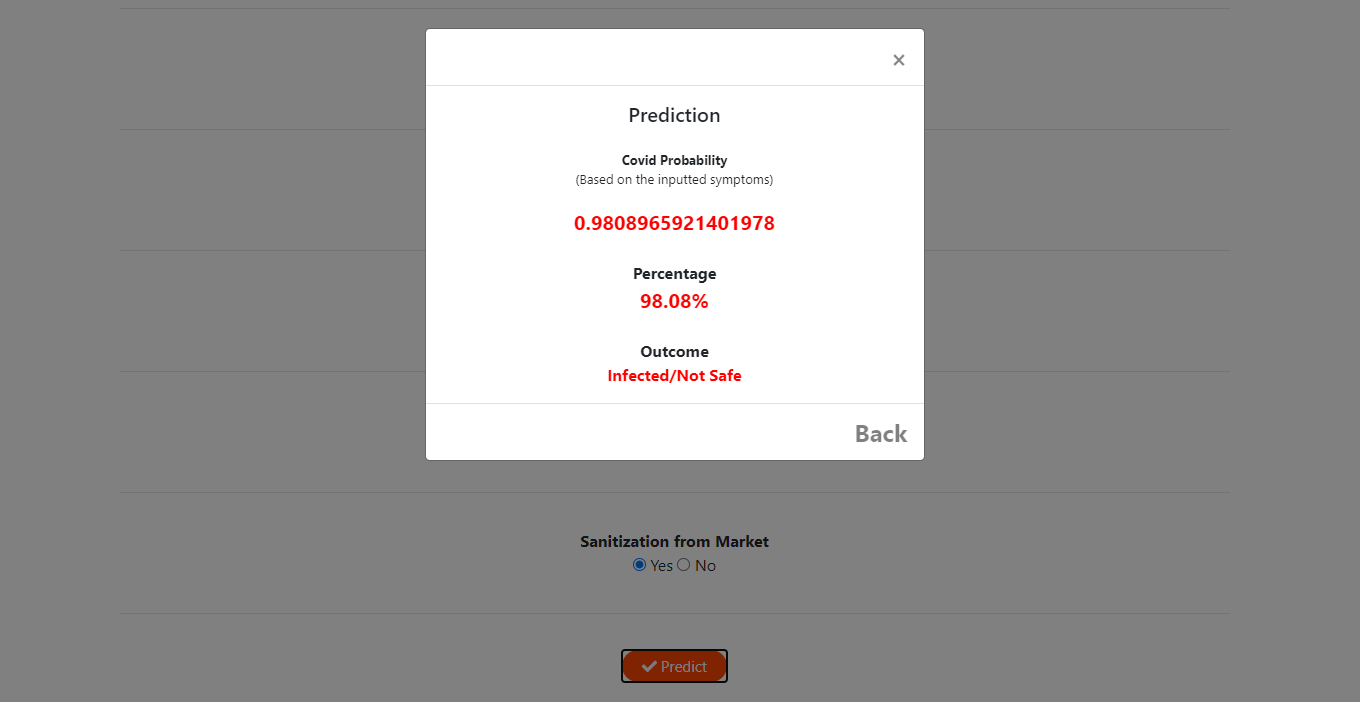 ×
Prediction
Covid Probability
(Based on the inputted symptoms)
0.9808965921401978
Percentage
98.08%
Outcome
Infected/Not Safe
Back
Sanitization from Market
Yes No
Predict